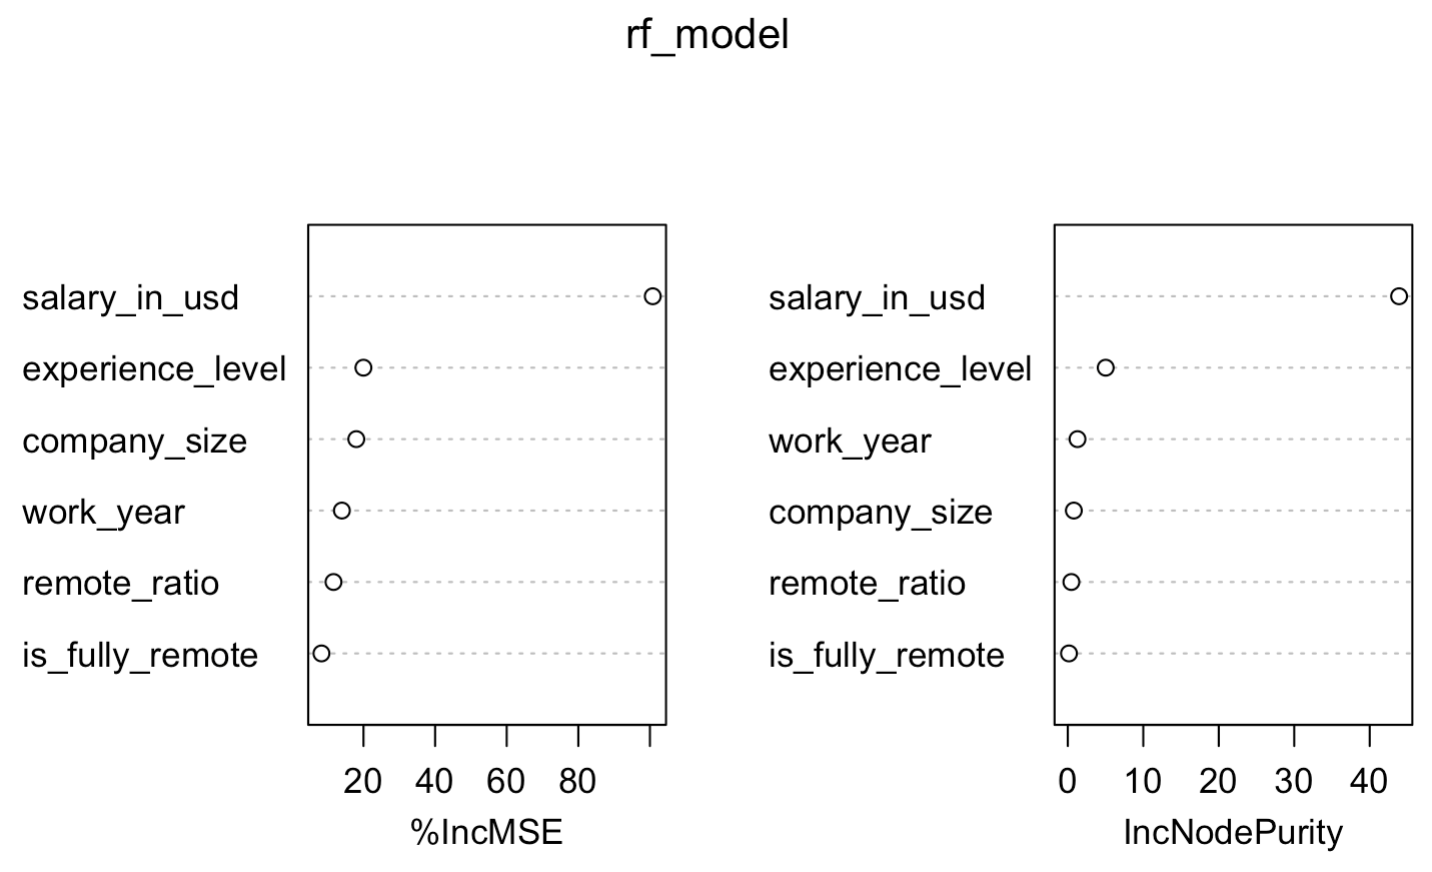 rf_model
salary_in_usd
experience_level
company_size
work_year
remote_ratio
is_fully_remote
20 40 60 80
%IncMSE
salary_in_usd
experience_level
work_year
company_size
remote_ratio
is_fully_remote
0 10 20 30 40
IncNodePurity